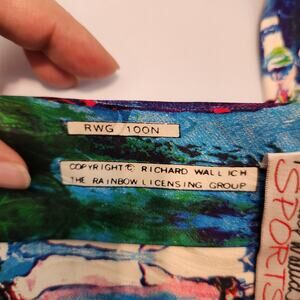 RWG 100N
COPYRIGHT © RICHARD WALLICH
THE RAINBOW LICENSING GROUP
SPORTS